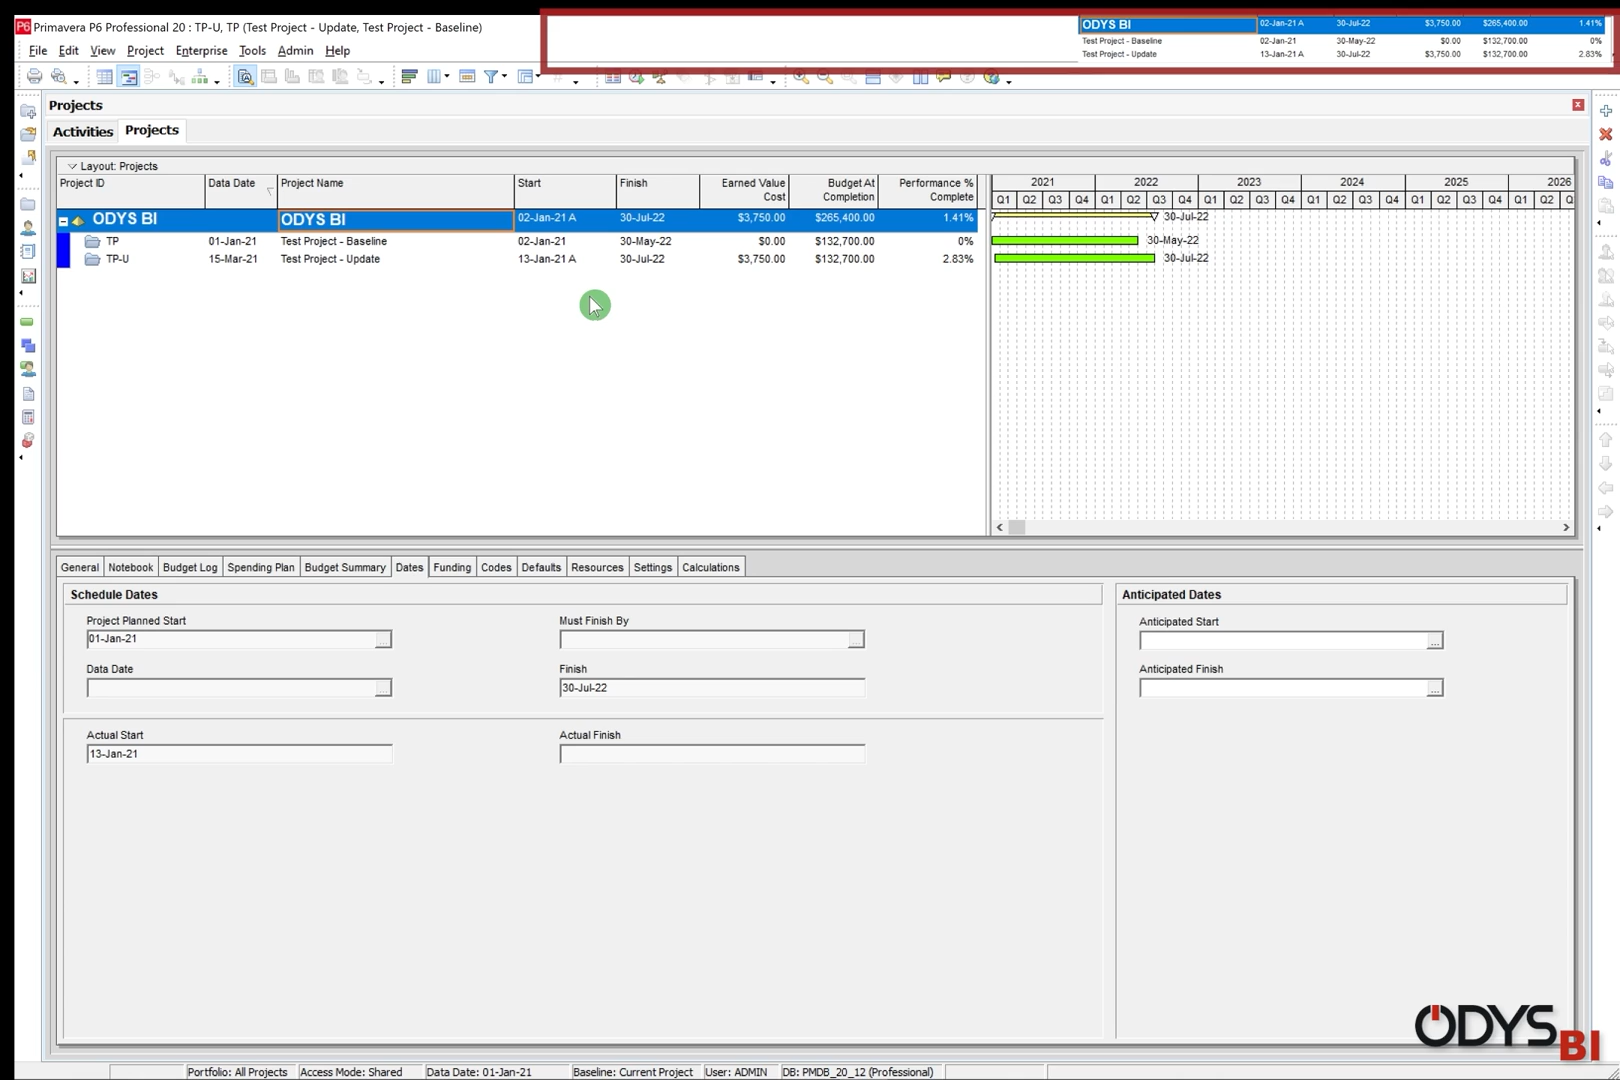 Primavera P6 Professional 20 : TP-U, TP (Test Project - Update, Test Project - Baseline)
ODYS BI 02-Jan-21 A 30-Jul-22 $3,750.00 $265,400.00 1.41%
Test Project - Baseline 02-Jan-21 30-May-22 $0.00 $132,700.00 0%
Test Project - Update 13-Jan-21 A 30-Jul-22 $3,750.00 $132,700.00 2.83%
File Edit View Project Enterprise Tools Admin Help
Projects
Activities Projects
Layout: Projects
Project ID Data Date Project Name Start Finish Earned Value Cost Budget At Completion Performance % Complete
2021 2022 2023 2024 2025 2026
Q1 Q2 Q3 Q4 Q1 Q2 Q3 Q4 Q1 Q2 Q3 Q4 Q1 Q2 Q3 Q4 Q1 Q2 Q3 Q4 Q1 Q2 Q
ODYS BI ODYS BI 02-Jan-21 A 30-Jul-22 $3,750.00 $265,400.00 1.41% 30-Jul-22
TP 01-Jan-21 Test Project - Baseline 02-Jan-21 30-May-22 $0.00 $132,700.00 0% 30-May-22
TP-U 15-Mar-21 Test Project - Update 13-Jan-21 A 30-Jul-22 $3,750.00 $132,700.00 2.83% 30-Jul-22
General Notebook Budget Log Spending Plan Budget Summary Dates Funding Codes Defaults Resources Settings Calculations
Schedule Dates Anticipated Dates
Project Planned Start Must Finish By Anticipated Start
01-Jan-21
Data Date Finish Anticipated Finish
30-Jul-22
Actual Start Actual Finish
13-Jan-21
ODYS BI
Portfolio: All Projects Access Mode: Shared Data Date: 01-Jan-21 Baseline: Current Project User: ADMIN DB: PMDB_20_12 (Professional)